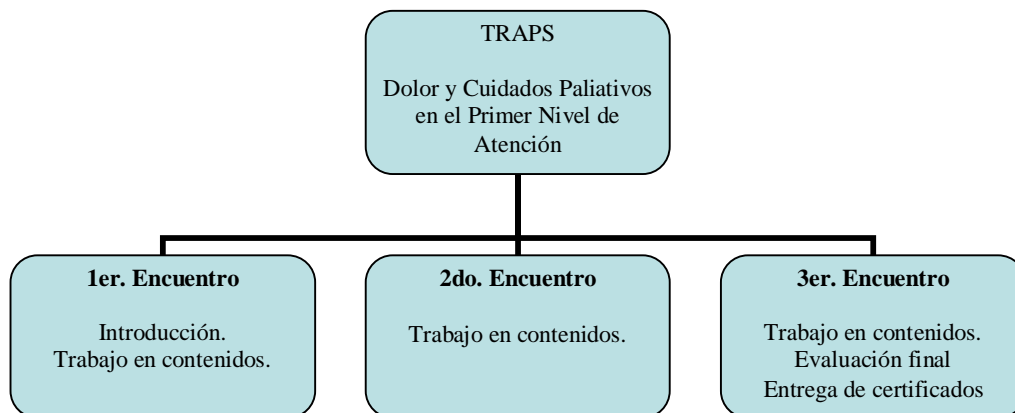 TRAPS
Dolor y Cuidados Paliativos
en el Primer Nivel de
Atención
1er. Encuentro
Introducción.
Trabajo en contenidos.
2do. Encuentro
Trabajo en contenidos.
3er. Encuentro
Trabajo en contenidos.
Evaluación final
Entrega de certificados